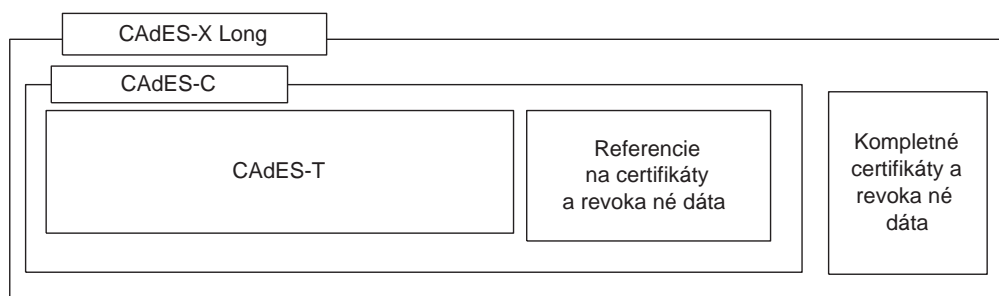 CAdES-X Long
CAdES-C
CAdES-T
Referencie
na certifikáty
a revoka né dáta
Kompletné
certifikáty a
revoka né
dáta